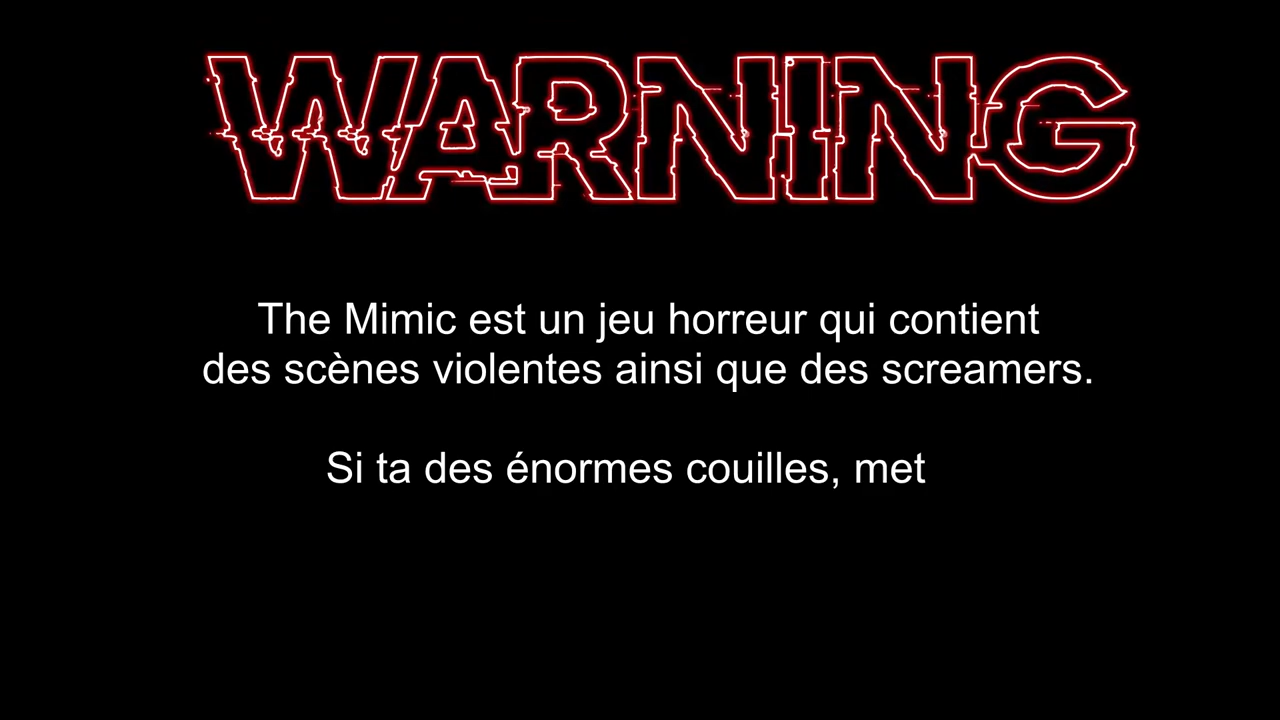 WARNING
The Mimic est un jeu horreur qui contient
des scènes violentes ainsi que des screamers.
Si ta des énormes couilles, met